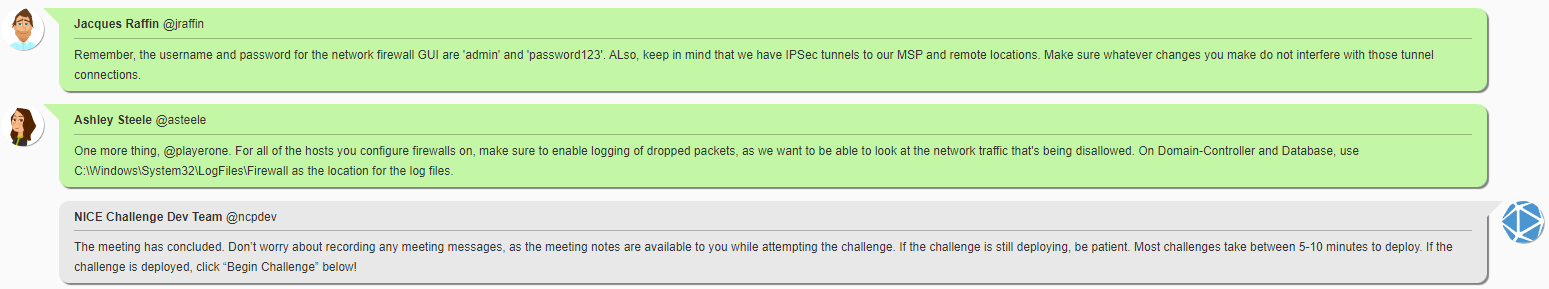 Jacques Raffin @jraffin
Remember, the username and password for the network firewall GUI are 'admin' and 'password123'. ALso, keep in mind that we have IPSec tunnels to our MSP and remote locations. Make sure whatever changes you make do not interfere with those tunnel
connections.
Ashley Steele @asteele
One more thing, @playerone. For all of the hosts you configure firewalls on, make sure to enable logging of dropped packets, as we want to be able to look at the network traffic that's being disallowed. On Domain-Controller and Database, use
C:\Windows\System32\LogFiles\Firewall as the location for the log files.
NICE Challenge Dev Team @ncpdev
The meeting has concluded. Don’t worry about recording any meeting messages, as the meeting notes are available to you while attempting the challenge. If the challenge is still deploying, be patient. Most challenges take between 5-10 minutes to deploy. If the
challenge is deployed, click “Begin Challenge” below!